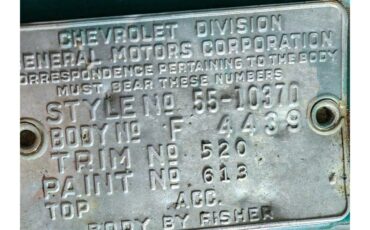 CHEVROLET DIVISION
GENERAL MOTORS CORPORATION
CORRESPONDENCE PERTAINING TO THE BODY
MUST BEAR THESE NUMBERS
STYLE NO 55-1037D
BODY NO F 4439
TRIM NO 520
PAINT NO 613
TOP ACC.
BODY BY FISHER